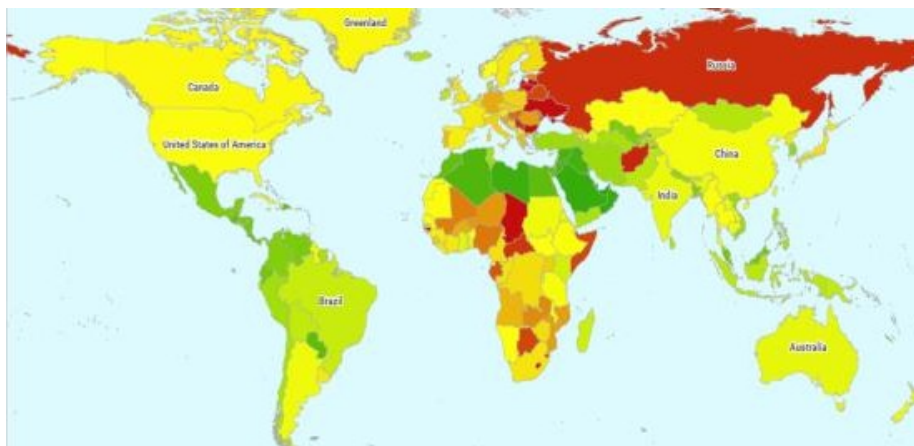 Greenland
Canada
Russia
United States of America
China
India
Brazil
Australia